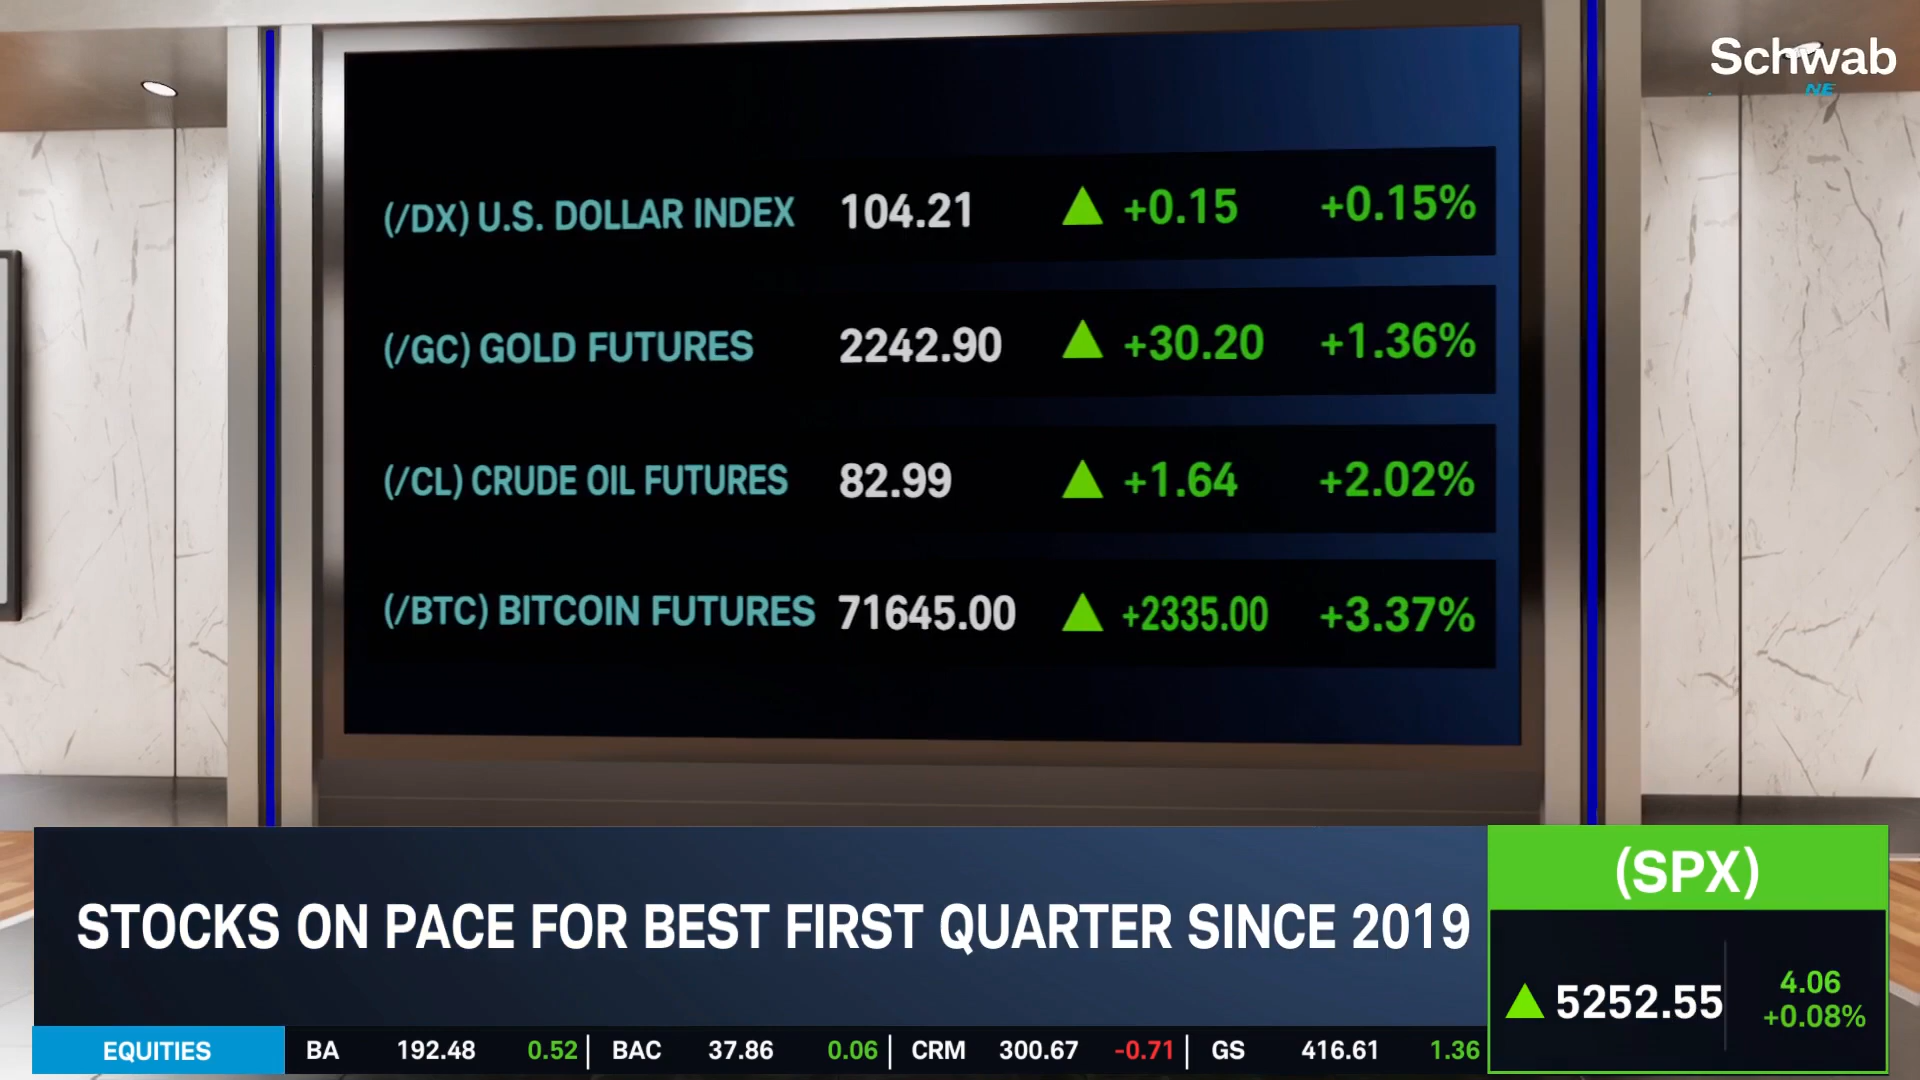 Schwab
NE
(/DX) U.S. DOLLAR INDEX 104.21 +0.15 +0.15%
(/GC) GOLD FUTURES 2242.90 +30.20 +1.36%
(/CL) CRUDE OIL FUTURES 82.99 +1.64 +2.02%
(/BTC) BITCOIN FUTURES 71645.00 +2335.00 +3.37%
STOCKS ON PACE FOR BEST FIRST QUARTER SINCE 2019
(SPX)
5252.55
4.06
+0.08%
EQUITIES BA 192.48 0.52 BAC 37.86 0.06 CRM 300.67 -0.71 GS 416.61 1.36